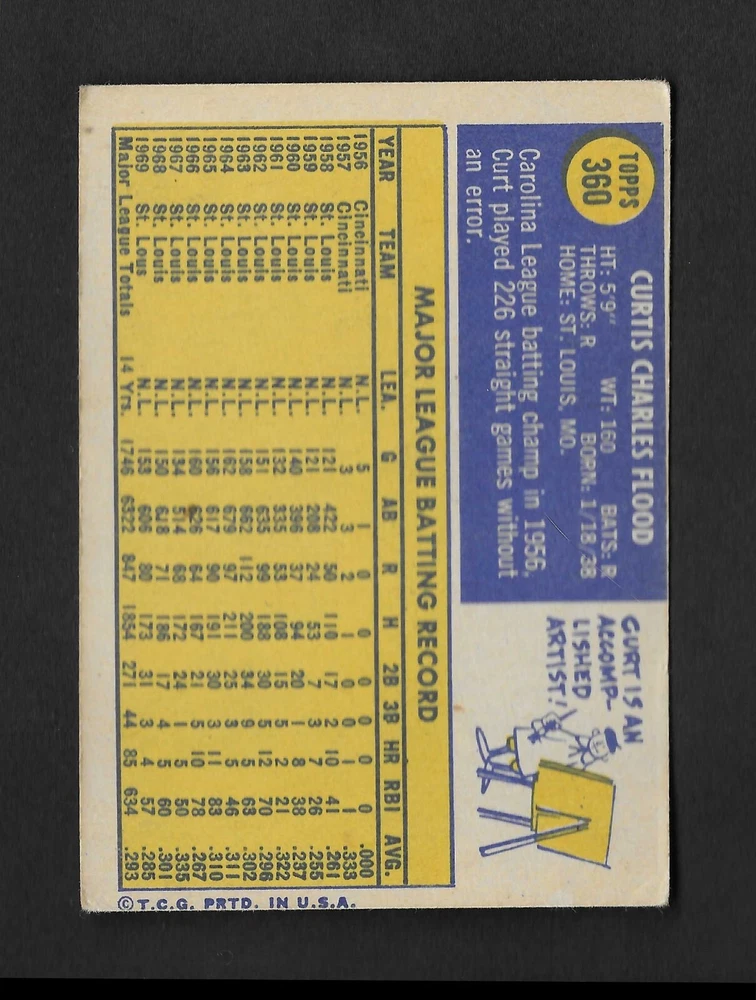 TOPPS
360
CURTIS CHARLES FLOOD
HT: 5'9" WT: 160 BATS: R
THROWS: R BORN: 1/18/38
HOME: ST. LOUIS, MO.
Carolina League batting champ in 1956,
Curt played 226 straight games without
an error.
CURT IS AN
ACCOMP-
LISHED
ARTIST!
MAJOR LEAGUE BATTING RECORD
YEAR TEAM LEA. G AB R H 2B 3B HR RBI AVG.
1956 Cincinnati N.L. 5 1 0 0 0 0 0 0 .000
1957 Cincinnati N.L. 3 3 2 1 0 0 1 1 .333
1958 St. Louis N.L. 121 422 50 110 17 2 10 41 .261
1959 St. Louis N.L. 121 208 24 53 7 3 7 26 .255
1960 St. Louis N.L. 140 396 37 94 20 1 8 38 .237
1961 St. Louis N.L. 132 335 53 108 15 5 2 21 .322
1962 St. Louis N.L. 151 635 99 188 30 5 12 70 .296
1963 St. Louis N.L. 158 662 112 200 34 9 5 63 .302
1964 St. Louis N.L. 162 679 97 211 25 3 5 46 .311
1965 St. Louis N.L. 156 617 90 191 30 3 11 83 .310
1966 St. Louis N.L. 160 626 64 167 21 5 10 78 .267
1967 St. Louis N.L. 134 514 68 172 24 1 5 50 .335
1968 St. Louis N.L. 150 618 71 186 17 4 5 60 .301
1969 St. Lous N.L. 153 606 80 173 31 3 4 57 .285
Major League Totals 14 Yrs. 1746 6322 847 1854 271 44 85 634 .293
© T.C.G. PRTD. IN U.S.A.